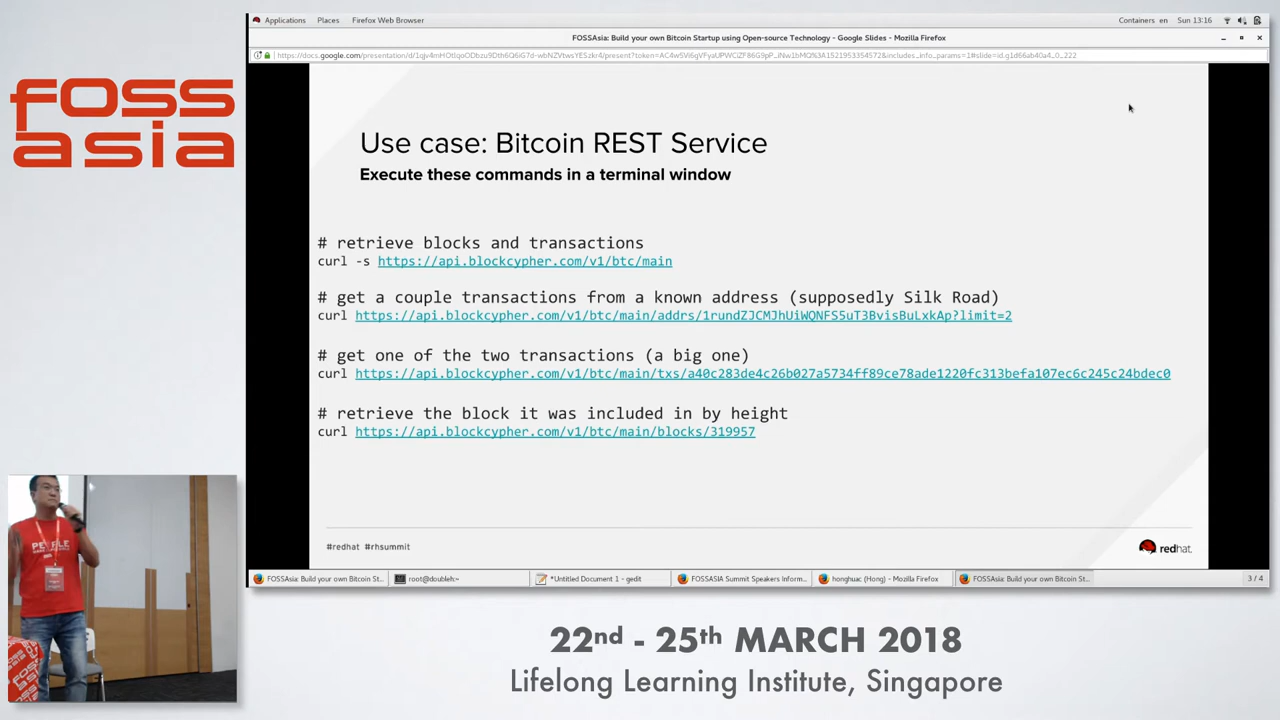 foss
asia
Applications Places Firefox Web Browser Containers en Sun 13:16
FOSSAsia: Build your own Bitcoin Startup using Open-source Technology - Google Slides - Mozilla Firefox
Use case: Bitcoin REST Service
Execute these commands in a terminal window
# retrieve blocks and transactions
curl -s https://api.blockcypher.com/v1/btc/main
# get a couple transactions from a known address (supposedly Silk Road)
curl https://api.blockcypher.com/v1/btc/main/addrs/1rundZJCMJhUiWQNFS5uT3BvisBuLxkAp?limit=2
# get one of the two transactions (a big one)
curl https://api.blockcypher.com/v1/btc/main/txs/a40c283de4c26b027a5734ff89ce78ade1220fc313befa107ec6c245c24bdec0
# retrieve the block it was included in by height
curl https://api.blockcypher.com/v1/btc/main/blocks/319957
#redhat #rhsummit
redhat.
FOSSAsia: Build your own Bitcoin St... root@doubleh:~ *Untitled Document 1 - gedit FOSSASIA Summit Speakers Inform... honghuac (Hong) - Mozilla Firefox FOSSAsia: Build your own Bitcoin St... 3 / 4
22nd - 25th MARCH 2018
Lifelong Learning Institute, Singapore